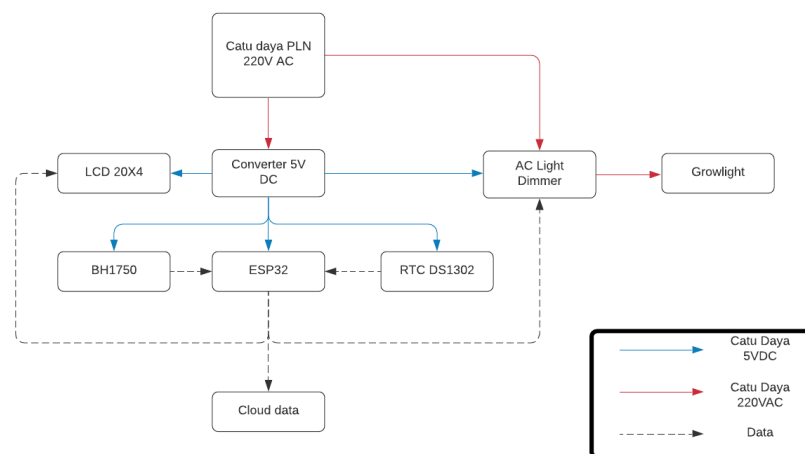 Catu daya PLN
220V AC
LCD 20X4
Converter 5V
DC
AC Light
Dimmer
Growlight
BH1750
ESP32
RTC DS1302
Cloud data
Catu Daya
5VDC
Catu Daya
220VAC
Data